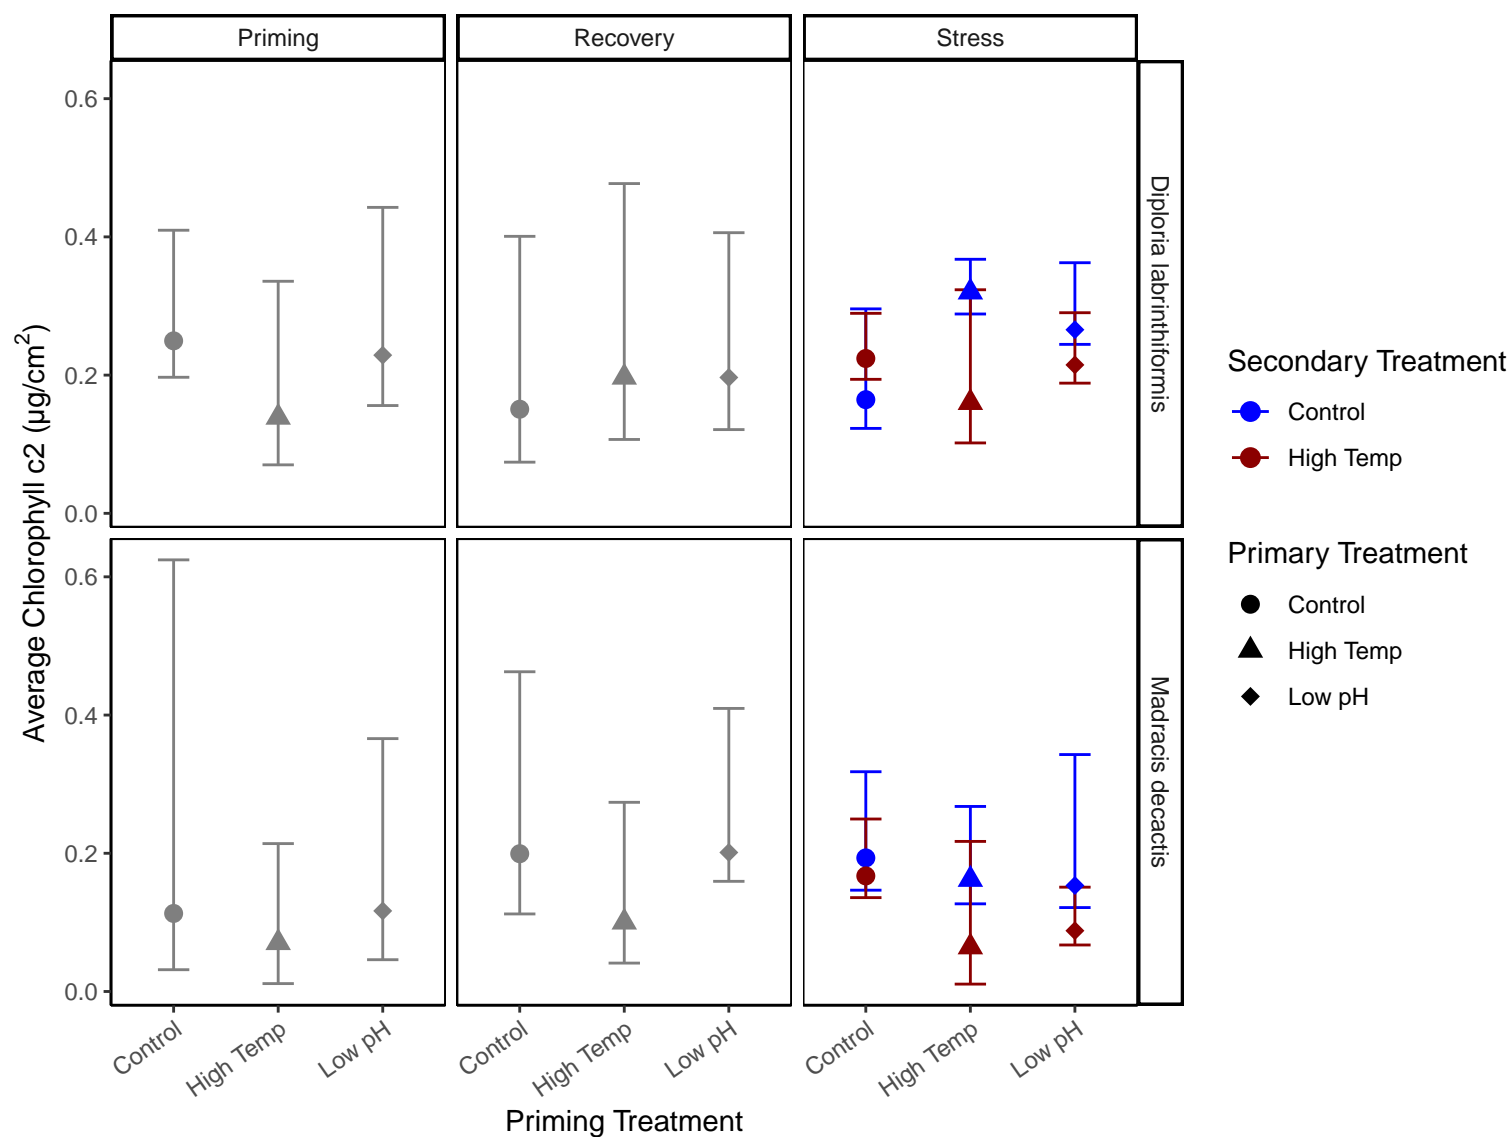 Priming
Recovery
Stress
Average Chlorophyll c2 (µg/cm²)
0.6
0.4
0.2
0.0
Diploria labrinthiformis
0.6
0.4
0.2
0.0
Madracis decactis
Control
High Temp
Low pH
Control
High Temp
Low pH
Control
High Temp
Low pH
Priming Treatment
Secondary Treatment
Control
High Temp
Primary Treatment
Control
High Temp
Low pH